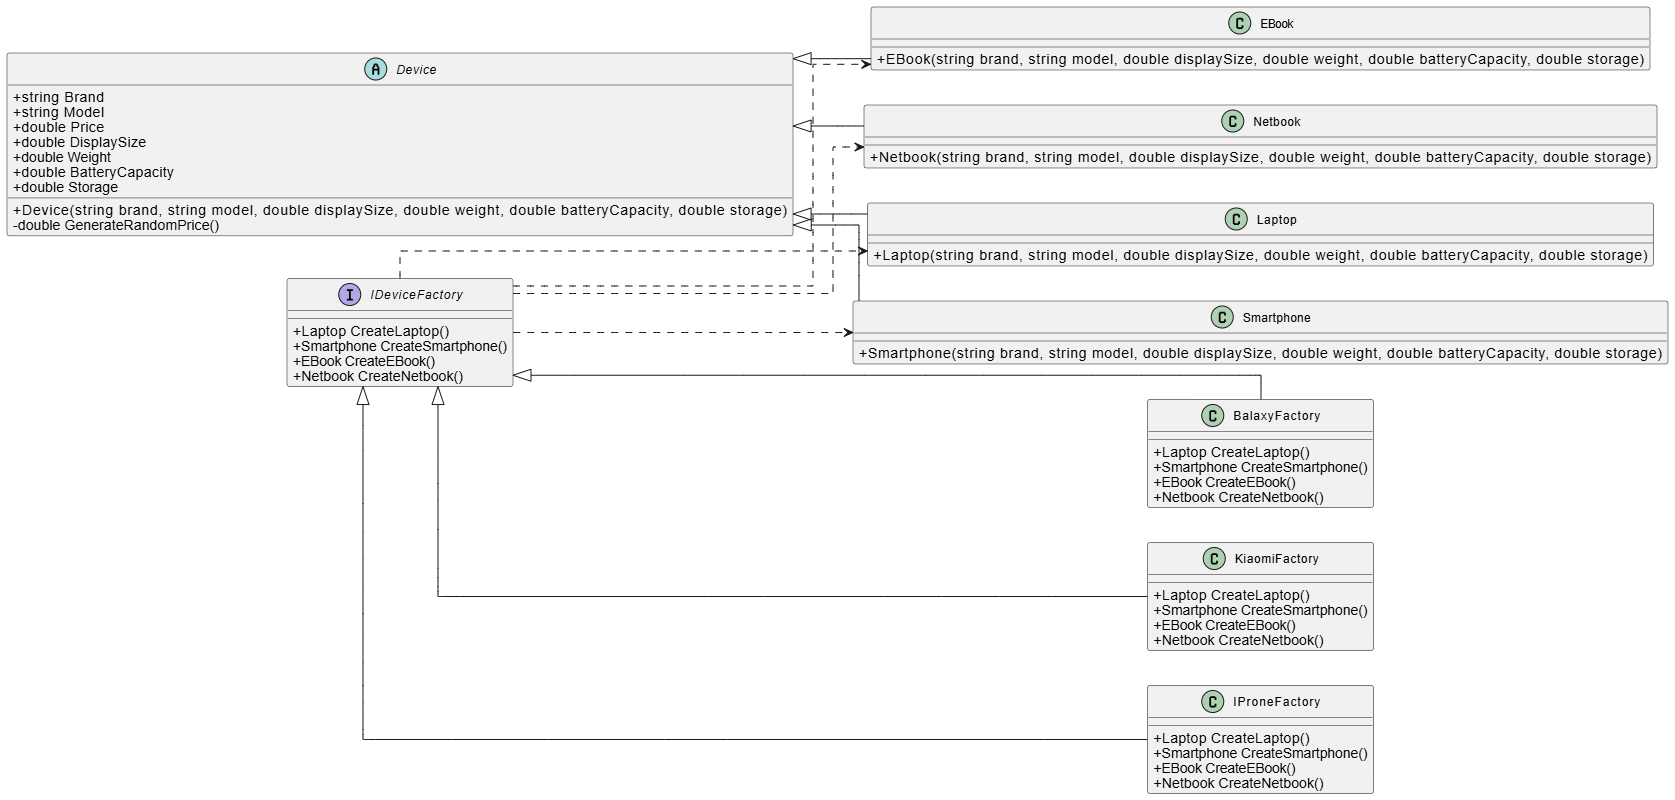 A Device
+string Brand
+string Model
+double Price
+double DisplaySize
+double Weight
+double BatteryCapacity
+double Storage
+Device(string brand, string model, double displaySize, double weight, double batteryCapacity, double storage)
-double GenerateRandomPrice()
C EBook
+EBook(string brand, string model, double displaySize, double weight, double batteryCapacity, double storage)
C Netbook
+Netbook(string brand, string model, double displaySize, double weight, double batteryCapacity, double storage)
C Laptop
+Laptop(string brand, string model, double displaySize, double weight, double batteryCapacity, double storage)
C Smartphone
+Smartphone(string brand, string model, double displaySize, double weight, double batteryCapacity, double storage)
I IDeviceFactory
+Laptop CreateLaptop()
+Smartphone CreateSmartphone()
+EBook CreateEBook()
+Netbook CreateNetbook()
C BalaxyFactory
+Laptop CreateLaptop()
+Smartphone CreateSmartphone()
+EBook CreateEBook()
+Netbook CreateNetbook()
C KiaomiFactory
+Laptop CreateLaptop()
+Smartphone CreateSmartphone()
+EBook CreateEBook()
+Netbook CreateNetbook()
C IProneFactory
+Laptop CreateLaptop()
+Smartphone CreateSmartphone()
+EBook CreateEBook()
+Netbook CreateNetbook()